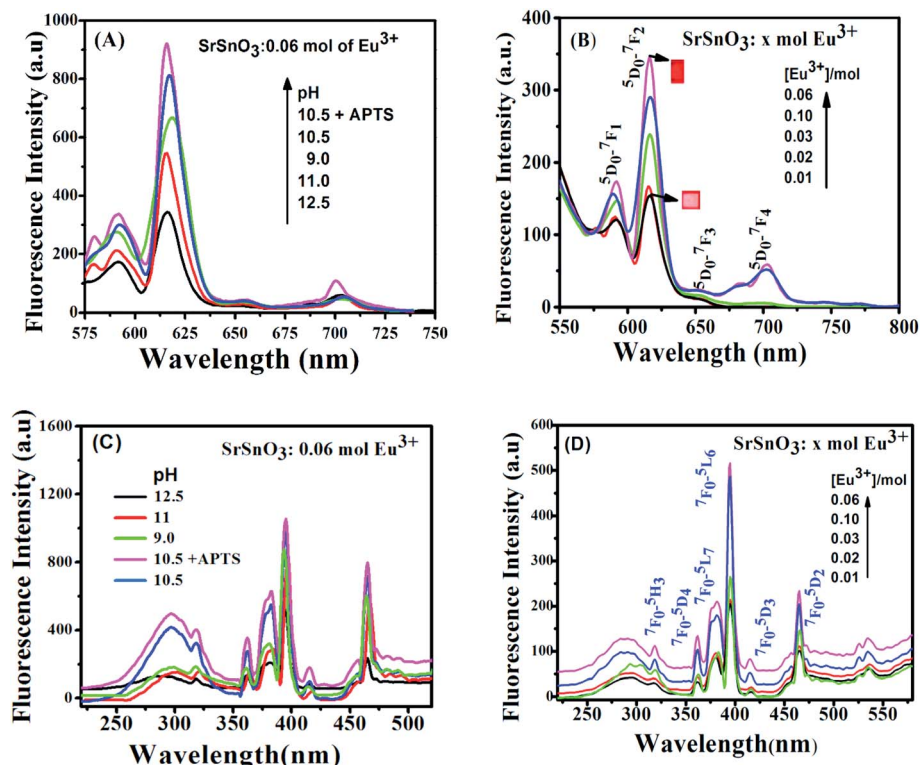 (A)
SrSnO3:0.06 mol of Eu3+
pH
10.5 + APTS
10.5
9.0
11.0
12.5
1000
800
600
400
200
0
Fluorescence Intensity (a.u)
575 600 625 650 675 700 725 750
Wavelength (nm)
(B)
SrSnO3: x mol Eu3+
[Eu3+]/mol
0.06
0.10
0.03
0.02
0.01
5D0-7F1
5D0-7F2
5D0-7F3
5D0-7F4
400
300
200
100
0
Fluorescence Intensity (a.u.)
550 600 650 700 750 800
Wavelength (nm)
(C)
SrSnO3: 0.06 mol Eu3+
pH
12.5
11
9.0
10.5 +APTS
10.5
1600
1200
800
400
0
Fluorescence Intensity (a.u)
250 300 350 400 450 500
Wavelength(nm)
(D)
SrSnO3: x mol Eu3+
[Eu3+]/mol
0.06
0.10
0.03
0.02
0.01
7F0-5H3
7F0-5D4
7F0-5L7
7F0-5L6
7F0-5D3
7F0-5D2
600
500
400
300
200
100
0
Fluorescence Intensity (a.u)
250 300 350 400 450 500 550
Wavelength(nm)